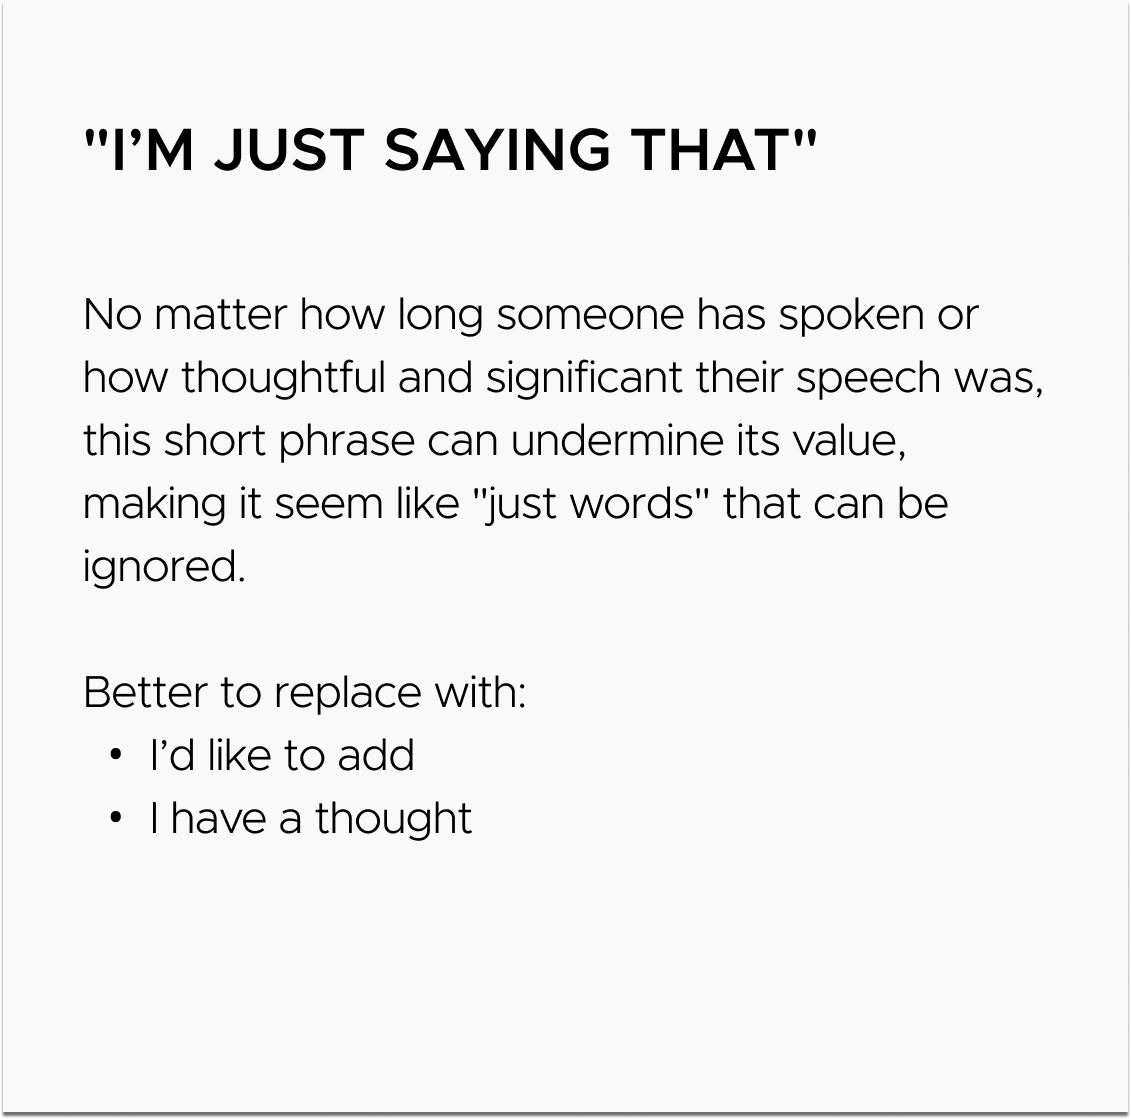 "I’M JUST SAYING THAT"
No matter how long someone has spoken or
how thoughtful and significant their speech was,
this short phrase can undermine its value,
making it seem like "just words" that can be
ignored.
Better to replace with:
• I’d like to add
• I have a thought